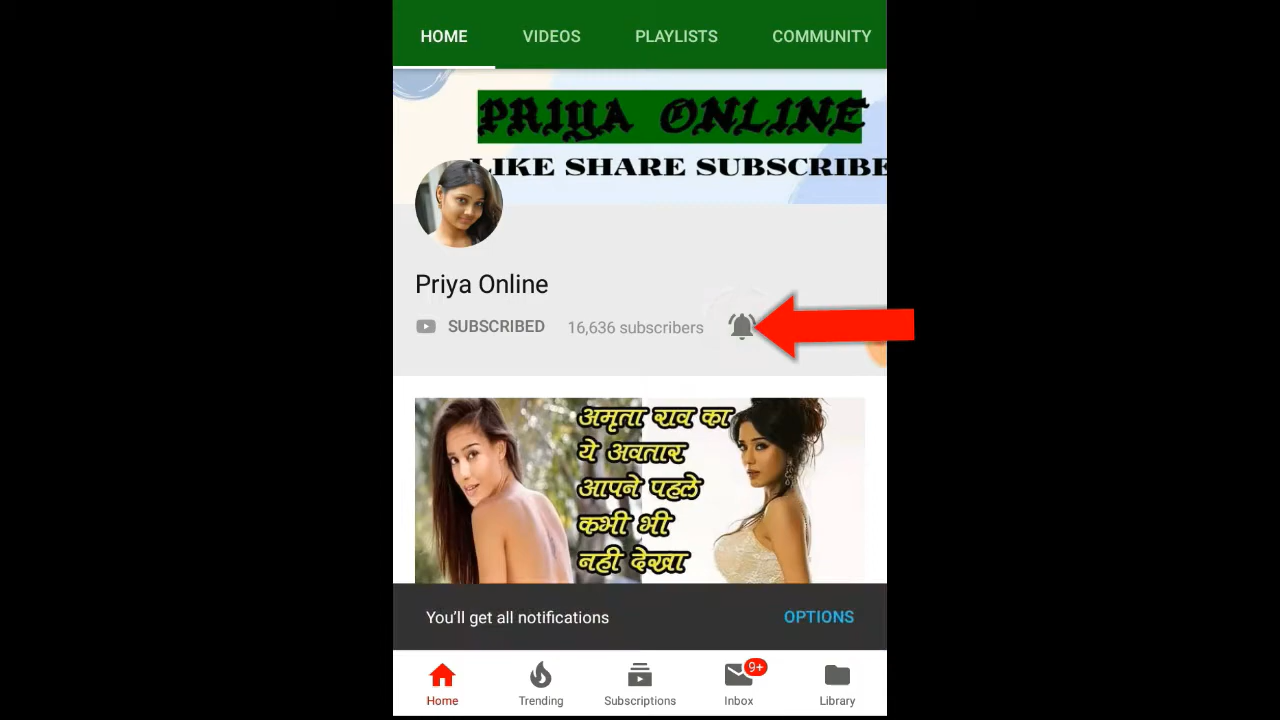 HOME VIDEOS PLAYLISTS COMMUNITY
PRIYA ONLINE
LIKE SHARE SUBSCRIBE
Priya Online
SUBSCRIBED 16,636 subscribers
अमृता राव का
ये अवतार
आपने पहले
कभी भी
नही देखा
You'll get all notifications OPTIONS
9+
Home Trending Subscriptions Inbox Library